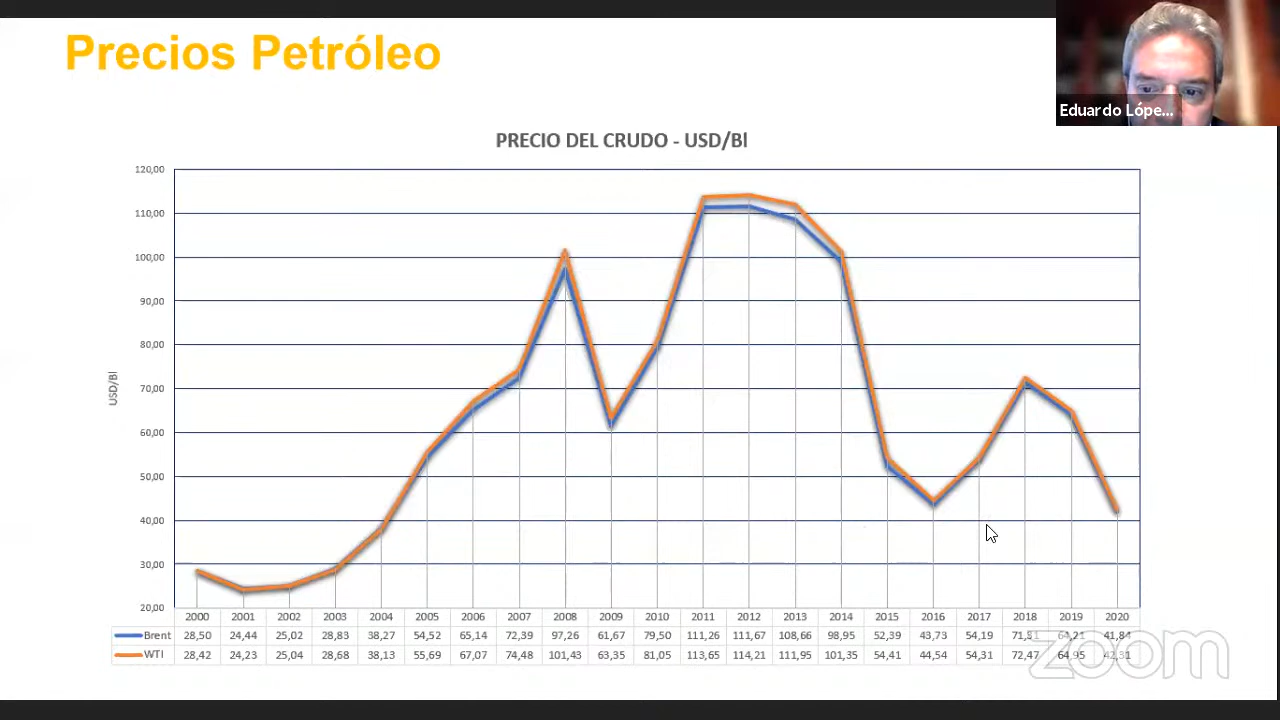 Precios Petróleo
Eduardo Lópe...
PRECIO DEL CRUDO - USD/Bl
120,00
110,00
100,00
90,00
80,00
70,00
60,00
50,00
40,00
30,00
20,00
USD/Bl
2000 2001 2002 2003 2004 2005 2006 2007 2008 2009 2010 2011 2012 2013 2014 2015 2016 2017 2018 2019 2020
Brent 28,50 24,44 25,02 28,83 38,27 54,52 65,14 72,39 97,26 61,67 79,50 111,26 111,67 108,66 98,95 52,39 43,73 54,19 71,31 64,21 41,84
WTI 28,42 24,23 25,04 28,68 38,13 55,69 67,07 74,48 101,43 63,35 81,05 113,65 114,21 111,95 101,35 54,41 44,54 54,31 72,47 64,95 42,31
zoom